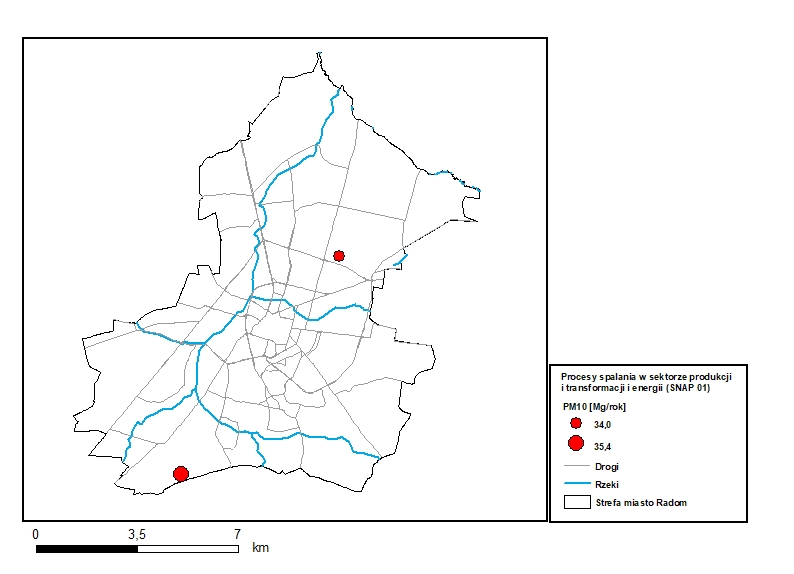 Procesy spalania w sektorze produkcji
i transformacji i energii (SNAP 01)
PM10 [Mg/rok]
34,0
35,4
Drogi
Rzeki
Strefa miasto Radom
0 3,5 7
km